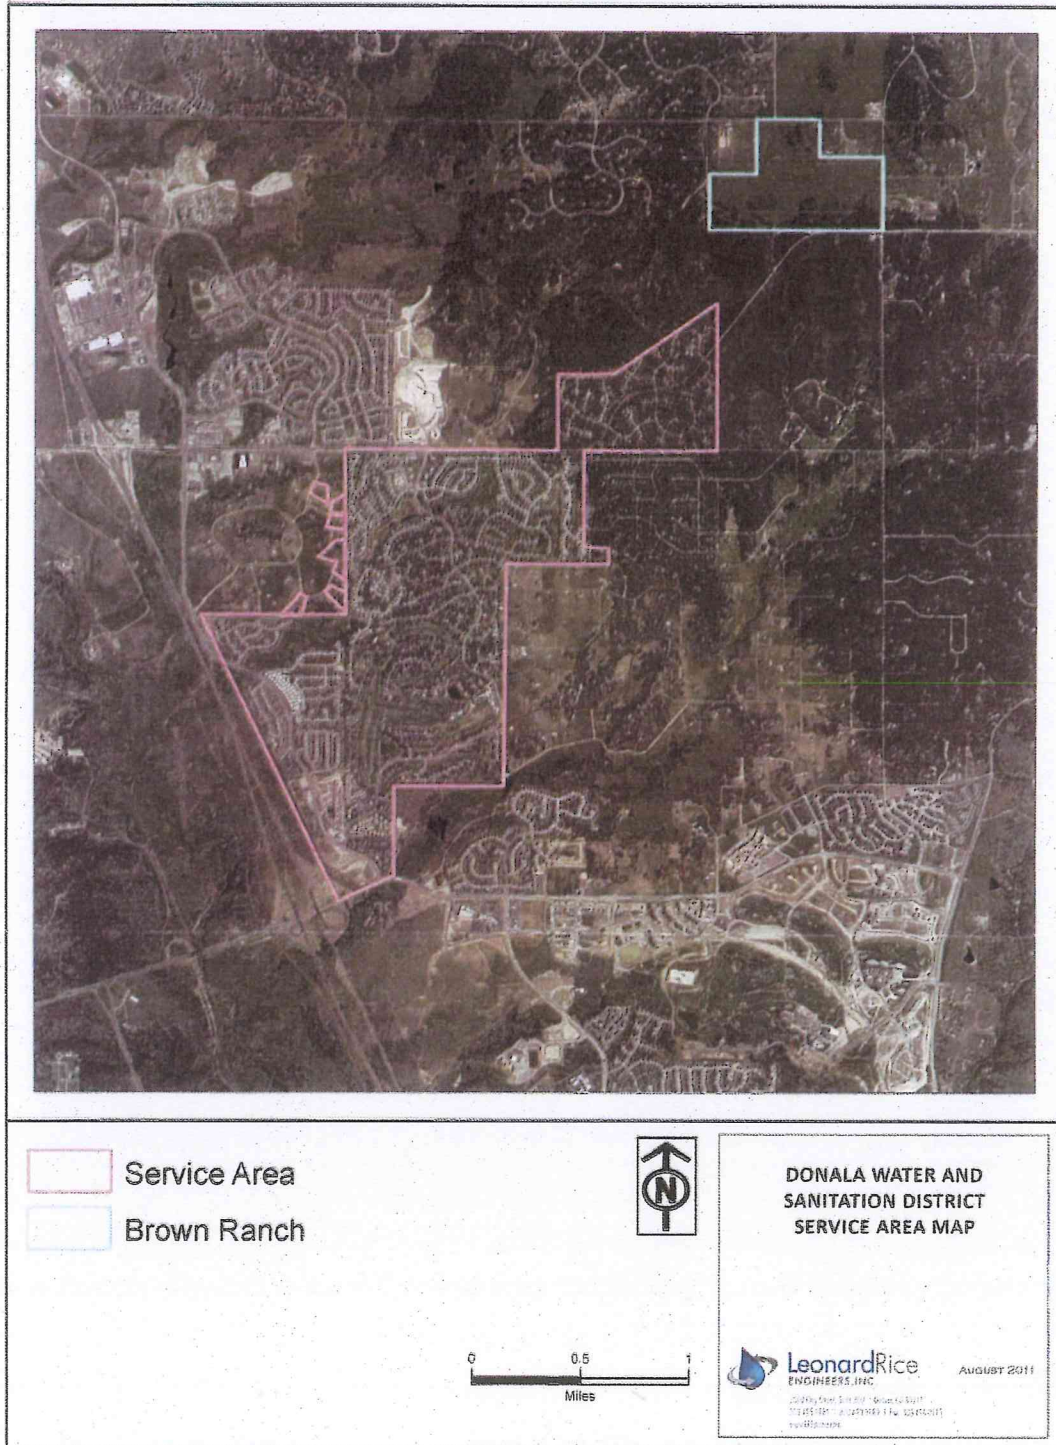 Service Area
Brown Ranch
N
0 0.5 1
Miles
DONALA WATER AND
SANITATION DISTRICT
SERVICE AREA MAP
LeonardRice
ENGINEERS, INC
AUGUST 2011